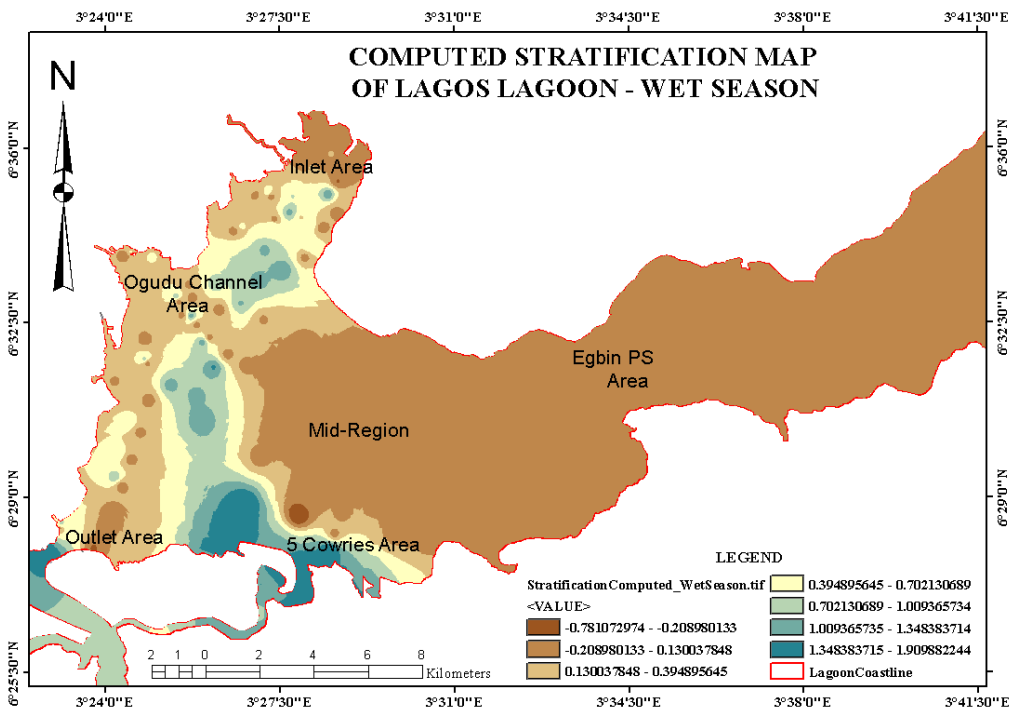 3°24'0"E 3°27'30"E 3°31'0"E 3°34'30"E 3°38'0"E 3°41'30"E
COMPUTED STRATIFICATION MAP
OF LAGOS LAGOON - WET SEASON
N
6°36'0"N 6°36'0"N
Inlet Area
Ogudu Channel
Area
6°32'30"N 6°32'30"N
Egbin PS
Area
Mid-Region
6°29'0"N 6°29'0"N
Outlet Area
5 Cowries Area
LEGEND
StratificationComputed_WetSeason.tif
<VALUE>
-0.781072974 - -0.208980133
-0.208980133 - 0.130037848
0.130037848 - 0.394895645
0.394895645 - 0.702130689
0.702130689 - 1.009365734
1.009365735 - 1.348383714
1.348383715 - 1.909882244
LagoonCoastline
2 1 0 2 4 6 8
Kilometers
6°25'30"N 6°25'30"N
3°24'0"E 3°27'30"E 3°31'0"E 3°34'30"E 3°38'0"E 3°41'30"E